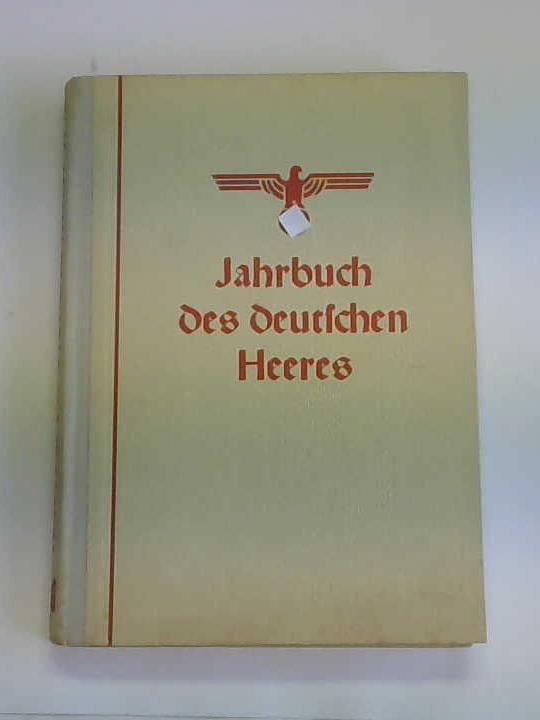 Jahrbuch
des deutſchen
Heeres